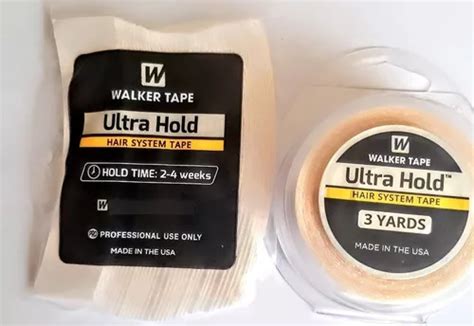 W
WALKER TAPE
Ultra Hold
HAIR SYSTEM TAPE
HOLD TIME: 2-4 weeks
W
PROFESSIONAL USE ONLY
MADE IN THE USA
W
WALKER TAPE
Ultra Hold™
HAIR SYSTEM TAPE
3 YARDS
MADE IN THE USA